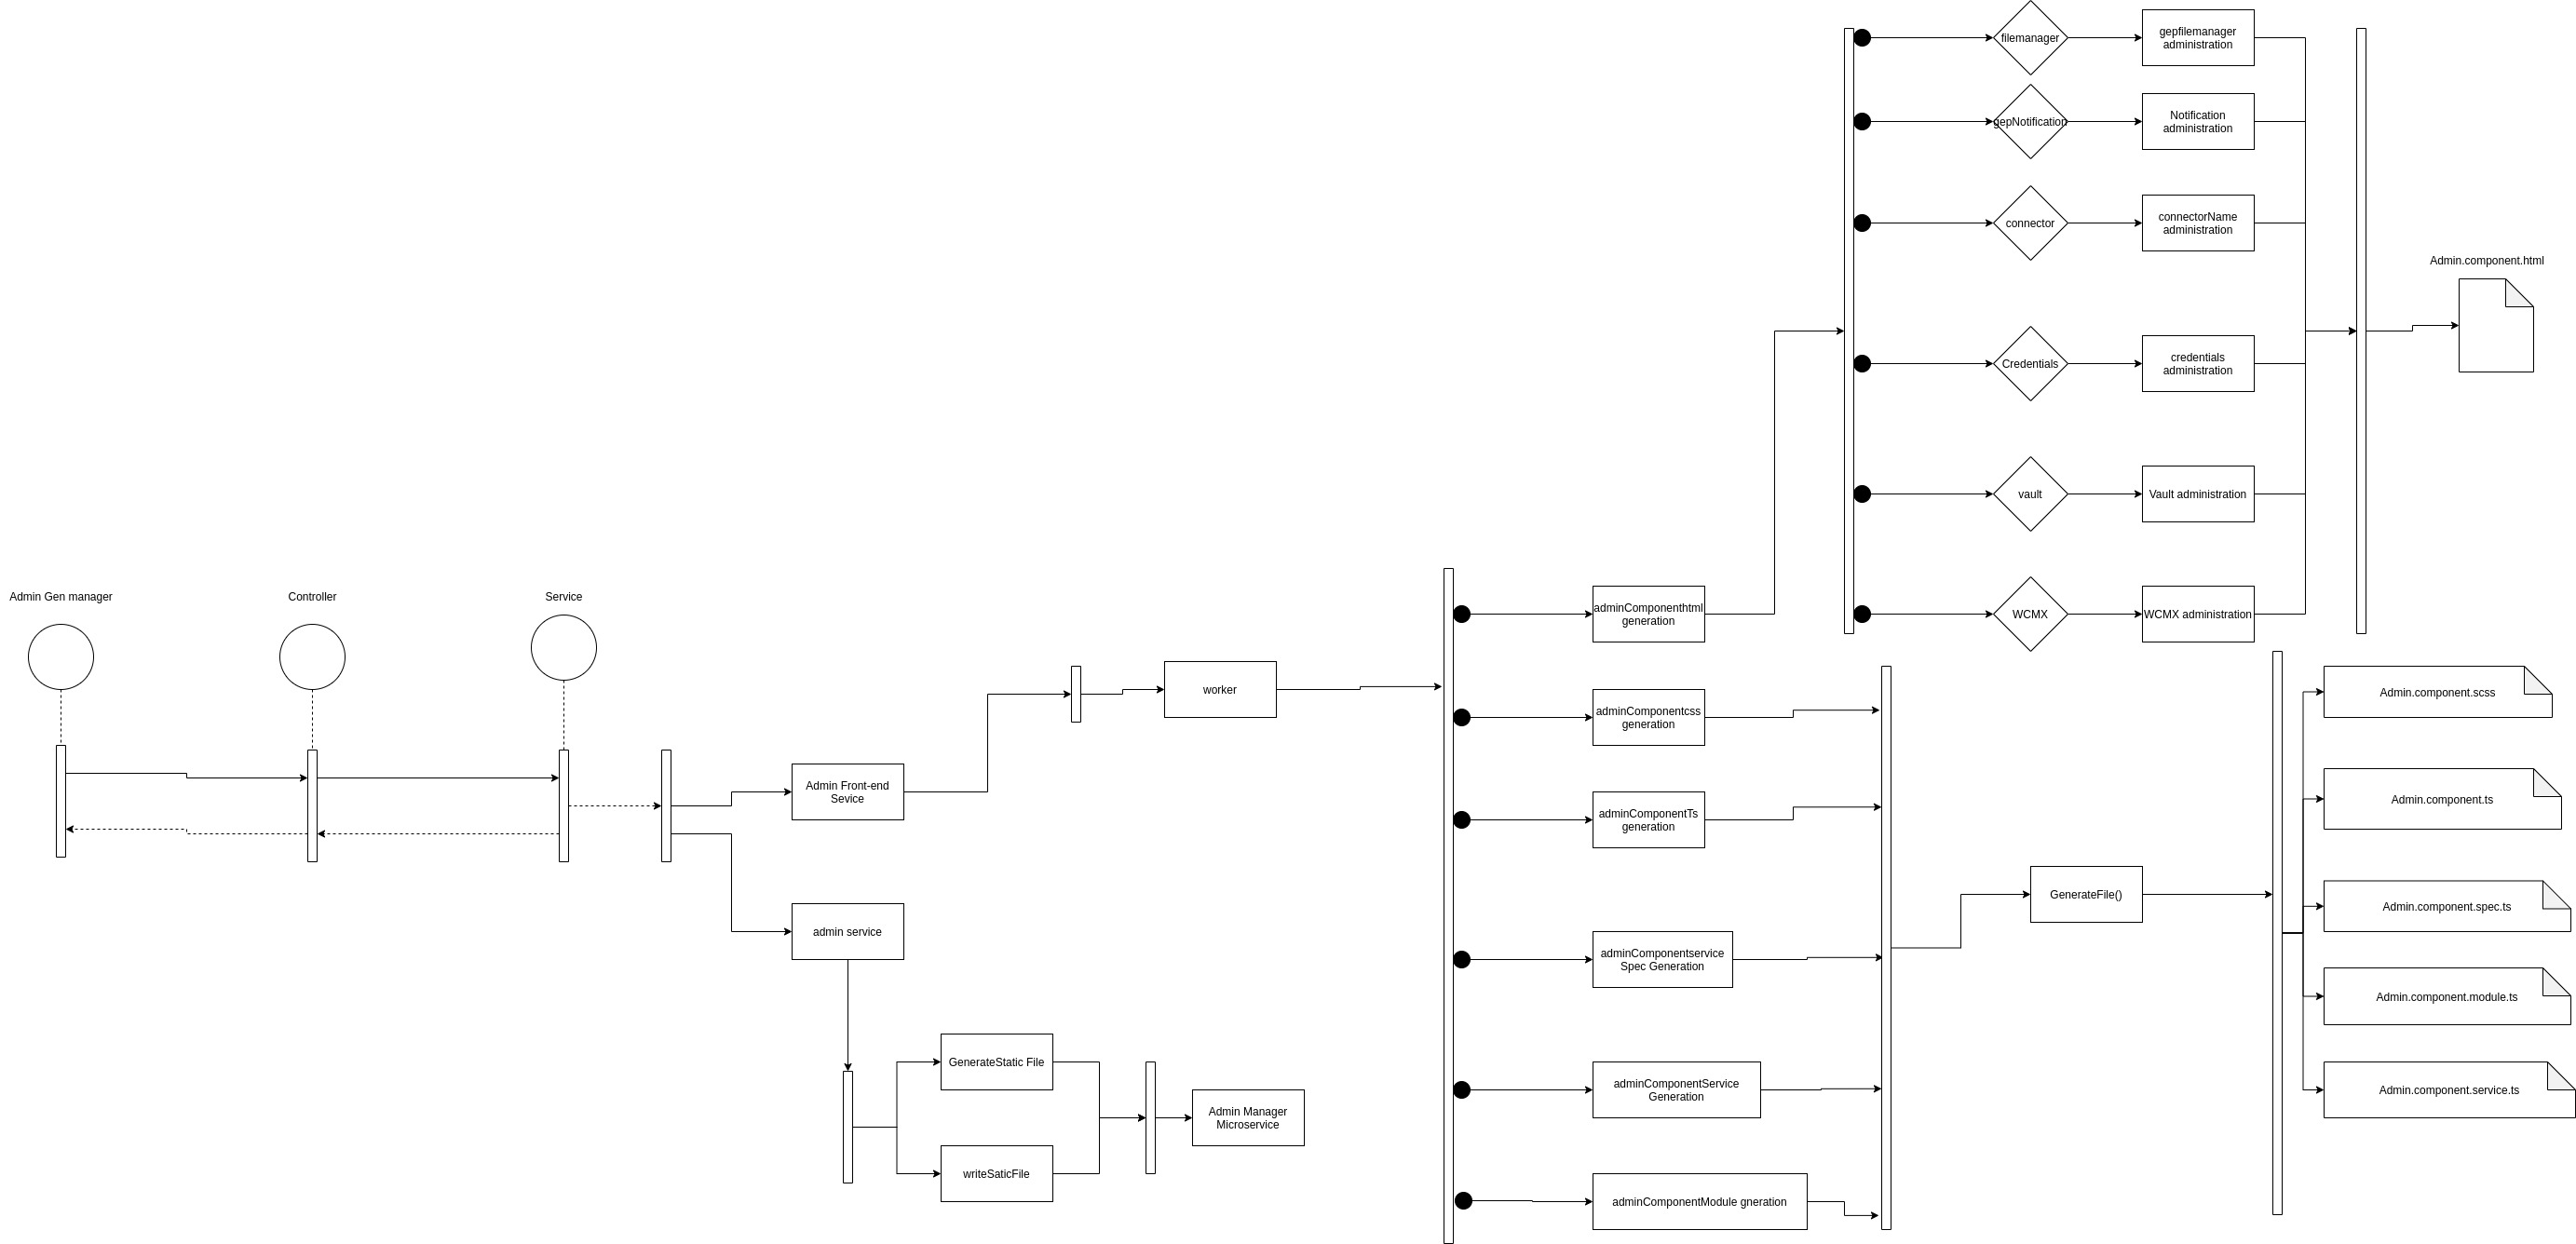 filemanager
gepfilemanager
administration
gepNotification
Notification
administration
connector
connectorName
administration
Admin.component.html
Credentials
credentials
administration
vault
Vault administration
Admin Gen manager
Controller
Service
adminComponenthtml
generation
WCMX
WCMX administration
worker
adminComponentcss
generation
Admin.component.scss
Admin Front-end
Sevice
adminComponentTs
generation
Admin.component.ts
GenerateFile()
Admin.component.spec.ts
admin service
adminComponentservice
Spec Generation
Admin.component.module.ts
GenerateStatic File
adminComponentService
Generation
Admin.component.service.ts
Admin Manager
Microservice
writeSaticFile
adminComponentModule gneration